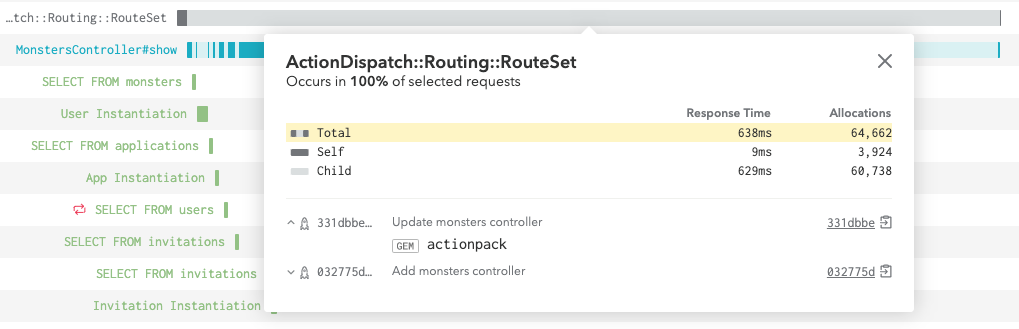 …tch::Routing::RouteSet
MonstersController#show
SELECT FROM monsters
User Instantiation
SELECT FROM applications
App Instantiation
SELECT FROM users
SELECT FROM invitations
SELECT FROM invitations
Invitation Instantiation
ActionDispatch::Routing::RouteSet
Occurs in 100% of selected requests
Response Time Allocations
Total 638ms 64,662
Self 9ms 3,924
Child 629ms 60,738
331dbbe… Update monsters controller 331dbbe
GEM actionpack
032775d… Add monsters controller 032775d